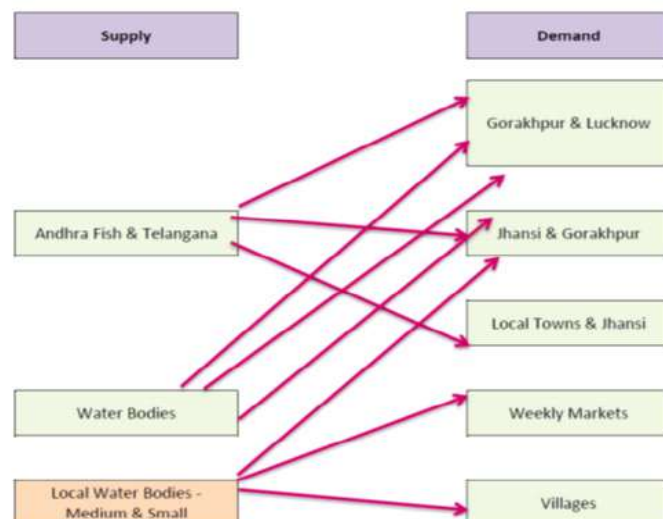 Supply
Demand
Gorakhpur & Lucknow
Andhra Fish & Telangana
Jhansi & Gorakhpur
Local Towns & Jhansi
Water Bodies
Weekly Markets
Local Water Bodies -
Medium & Small
Villages